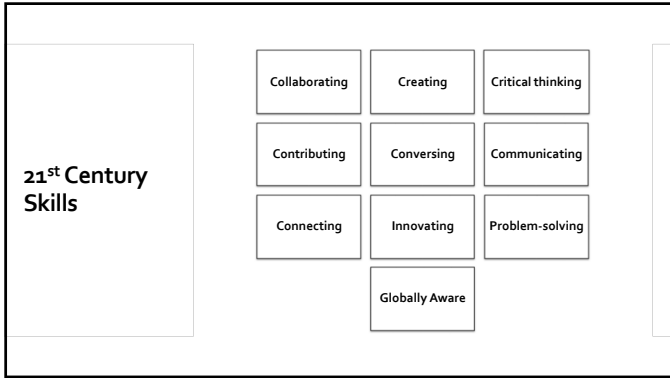 21st Century
Skills
Collaborating
Creating
Critical thinking
Contributing
Conversing
Communicating
Connecting
Innovating
Problem-solving
Globally Aware